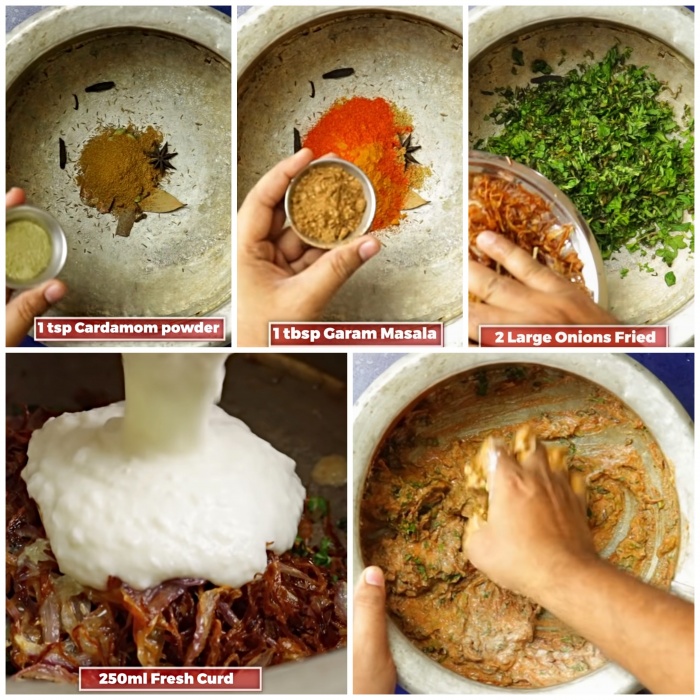 1 tsp Cardamom powder
1 tbsp Garam Masala
2 Large Onions Fried
250ml Fresh Curd